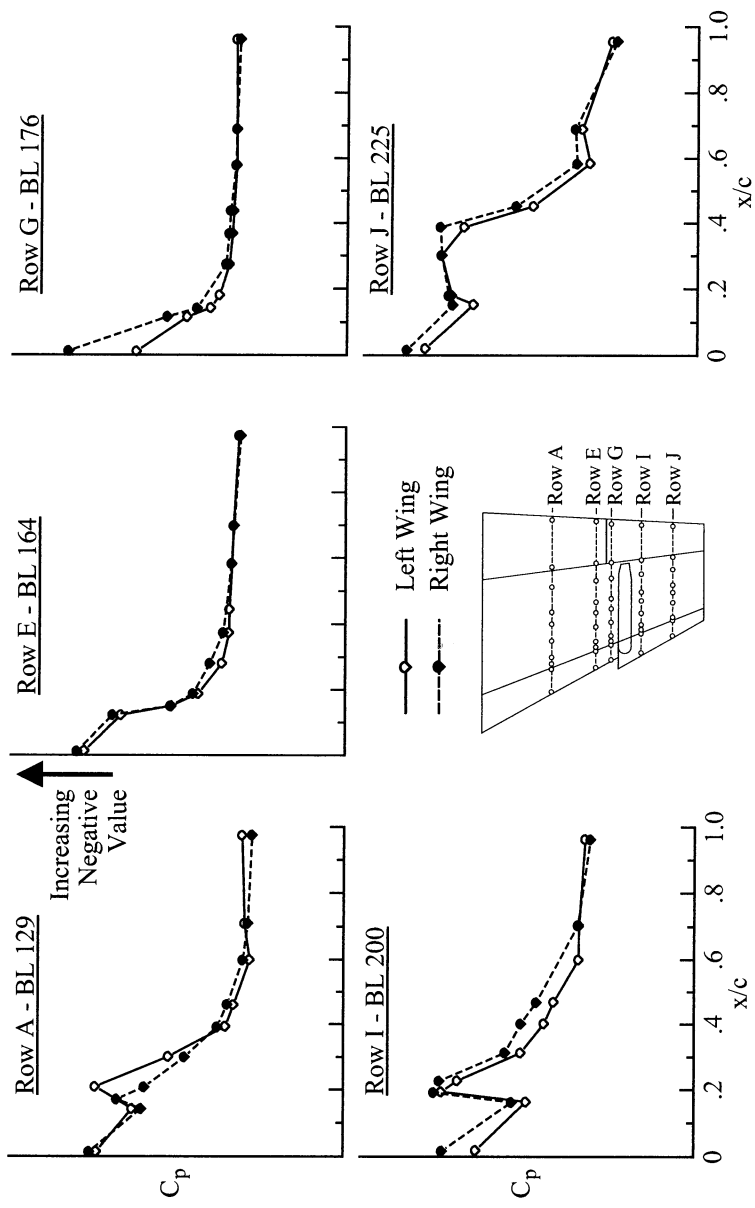 Row A - BL 129
Increasing
Negative
Value
C_p
Row E - BL 164
Row G - BL 176
Row I - BL 200
C_p
0
.2
.4
.6
.8
1.0
x/c
Left Wing
Right Wing
Row A
Row E
Row G
Row I
Row J
Row J - BL 225
0
.2
.4
.6
.8
1.0
x/c